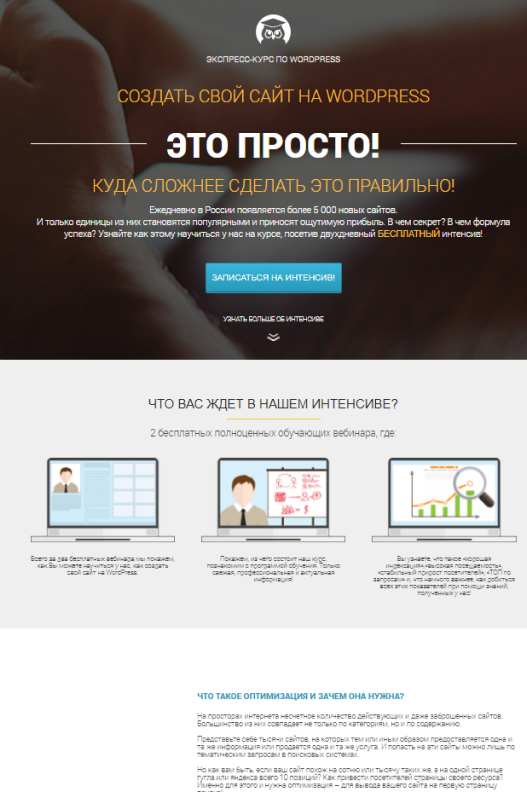 ЭКСПРЕСС-КУРС ПО WORDPRESS
СОЗДАТЬ СВОЙ САЙТ НА WORDPRESS
ЭТО ПРОСТО!
КУДА СЛОЖНЕЕ СДЕЛАТЬ ЭТО ПРАВИЛЬНО!
Ежедневно в России появляется более 5 000 новых сайтов.
И только единицы из них становятся популярными и приносят ощутимую прибыль. В чем секрет? В чем формула
успеха? Узнайте как этому научиться у нас на курсе, посетив двухдневный БЕСПЛАТНЫЙ интенсив!
ЗАПИСАТЬСЯ НА ИНТЕНСИВ!
УЗНАТЬ БОЛЬШЕ ОБ ИНТЕНСИВЕ
ЧТО ВАС ЖДЕТ В НАШЕМ ИНТЕНСИВЕ?
2 бесплатных полноценных обучающих вебинара, где:
Всего за два бесплатных вебинара мы покажем,
как Вы можете научиться у нас, как создать
свой сайт на WordPress.
Покажем, из чего состоит наш курс,
познакомим с программой обучения. Только
свежая, профессиональная и актуальная
информация!
Вы узнаете, что такое «хорошая
индексация», «высокая посещаемость»,
«стабильный прирост посетителей», «ТОП по
запросам» и, что намного важнее, как добиться
всех этих показателей при помощи знаний,
полученных у нас!
ЧТО ТАКОЕ ОПТИМИЗАЦИЯ И ЗАЧЕМ ОНА НУЖНА?
На просторах интернета несчетное количество действующих и даже заброшенных сайтов.
Большинство из них совпадает не только по категориям, но и по содержанию.
Представьте себе тысячи сайтов, на которых тем или иным образом предоставляется одна и
та же информация или продается одна и та же услуга. И попасть на эти сайты можно лишь по
тематическим запросам в поисковых системах.
Но как вам быть, если ваш сайт похож на сотню или тысячу таких же, а на одной странице
гугла или яндекса всего 10 позиций? Как привести посетителей страницы своего ресурса?
Именно для этого и нужна оптимизация – для вывода вашего сайта на первую страницу